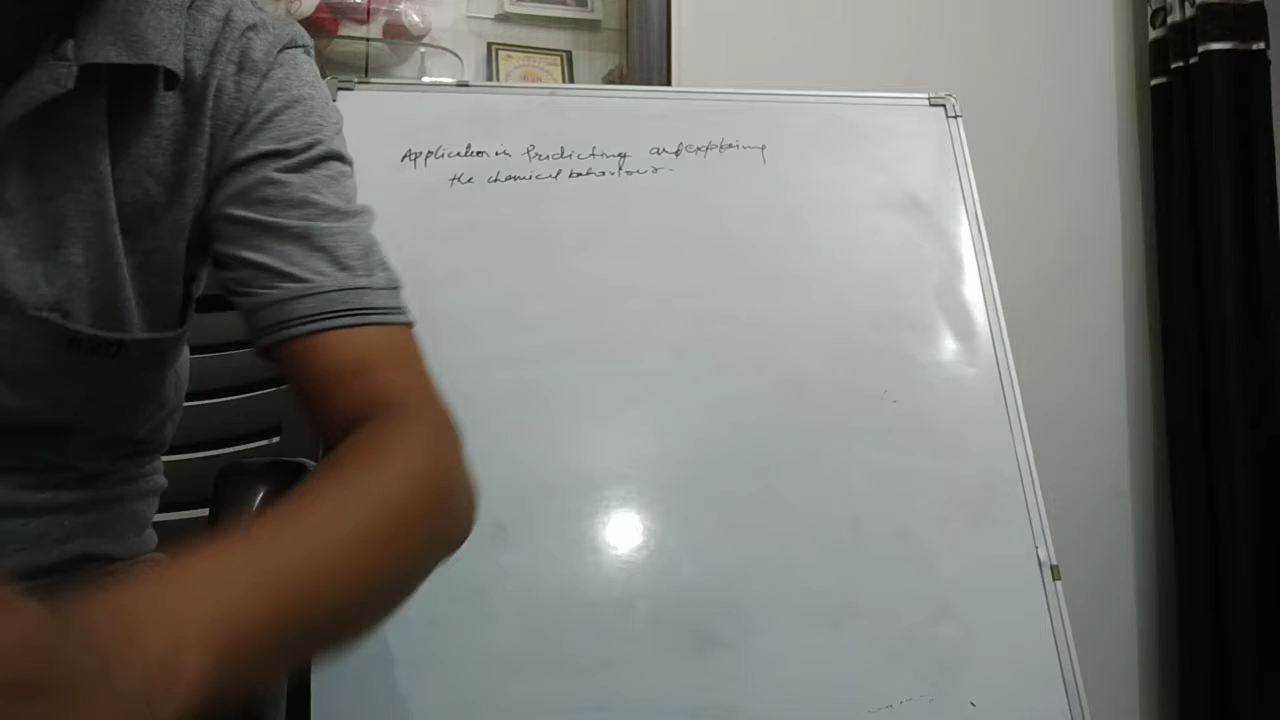 Application in Predicting and explaining
the chemical behaviour.